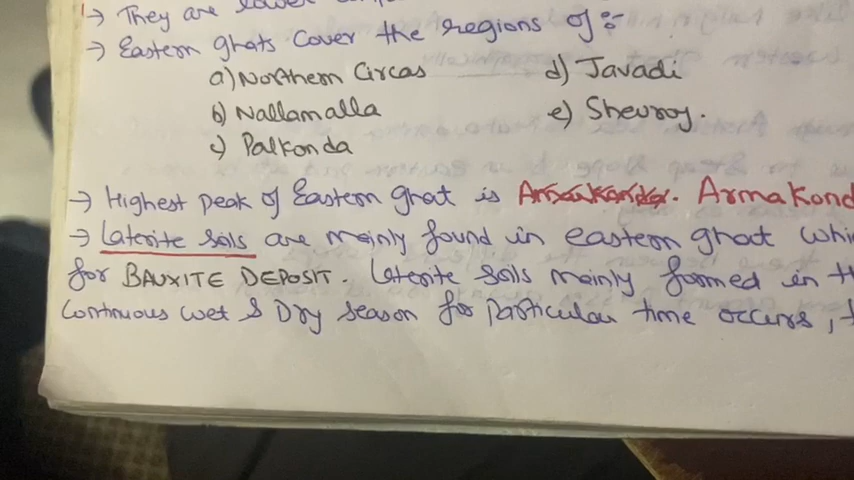 → They are lower
→ Eastern ghats cover the regions of :-
a) Northern Circas d) Javadi
b) Nallamalla e) Shevroy.
c) Palkonda
→ Highest peak of Eastern ghat is Armakonda. ArmaKond
→ Laterite Soils are mainly found in eastern ghat whi
for BAUXITE DEPOSIT. Laterite Soils mainly formed in th
Continuous wet & Dry season for particular time occurs, t